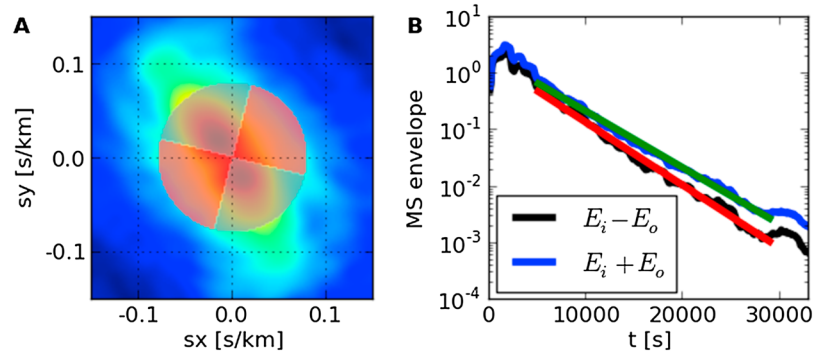 A
sy [s/km]
0.1
0.0
-0.1
-0.1
0.0
0.1
sx [s/km]
B
MS envelope
10^1
10^0
10^-1
10^-2
10^-3
10^-4
E_i − E_o
E_i + E_o
0
10000
20000
30000
t [s]